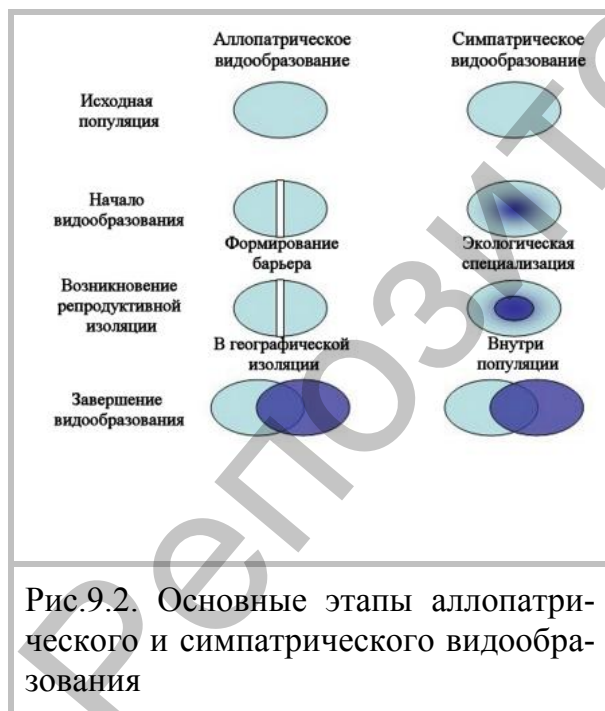 Аллопатрическое
видообразование
Симпатрическое
видообразование
Исходная
популяция
Начало
видообразования
Формирование
барьера
Экологическая
специализация
Возникновение
репродуктивной
изоляции
В географической
изоляции
Внутри
популяции
Завершение
видообразования
Рис.9.2. Основные этапы аллопатри-
ческого и симпатрического видообра-
зования